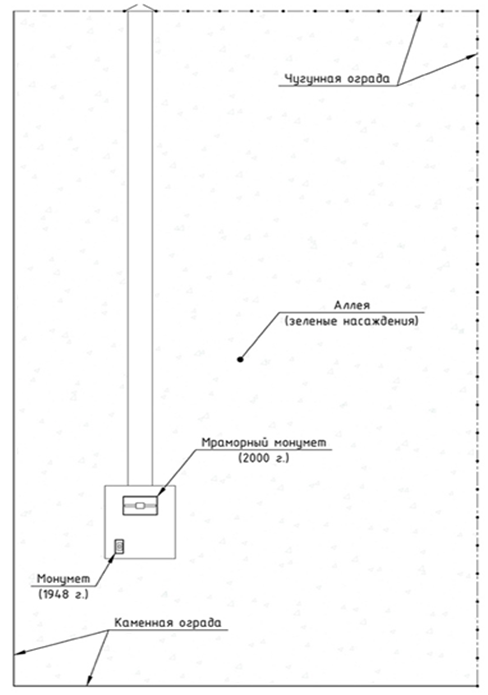 Чугунная ограда
Аллея
(зеленые насаждения)
Мраморный монумет
(2000 г.)
Монумет
(1948 г.)
Каменная ограда